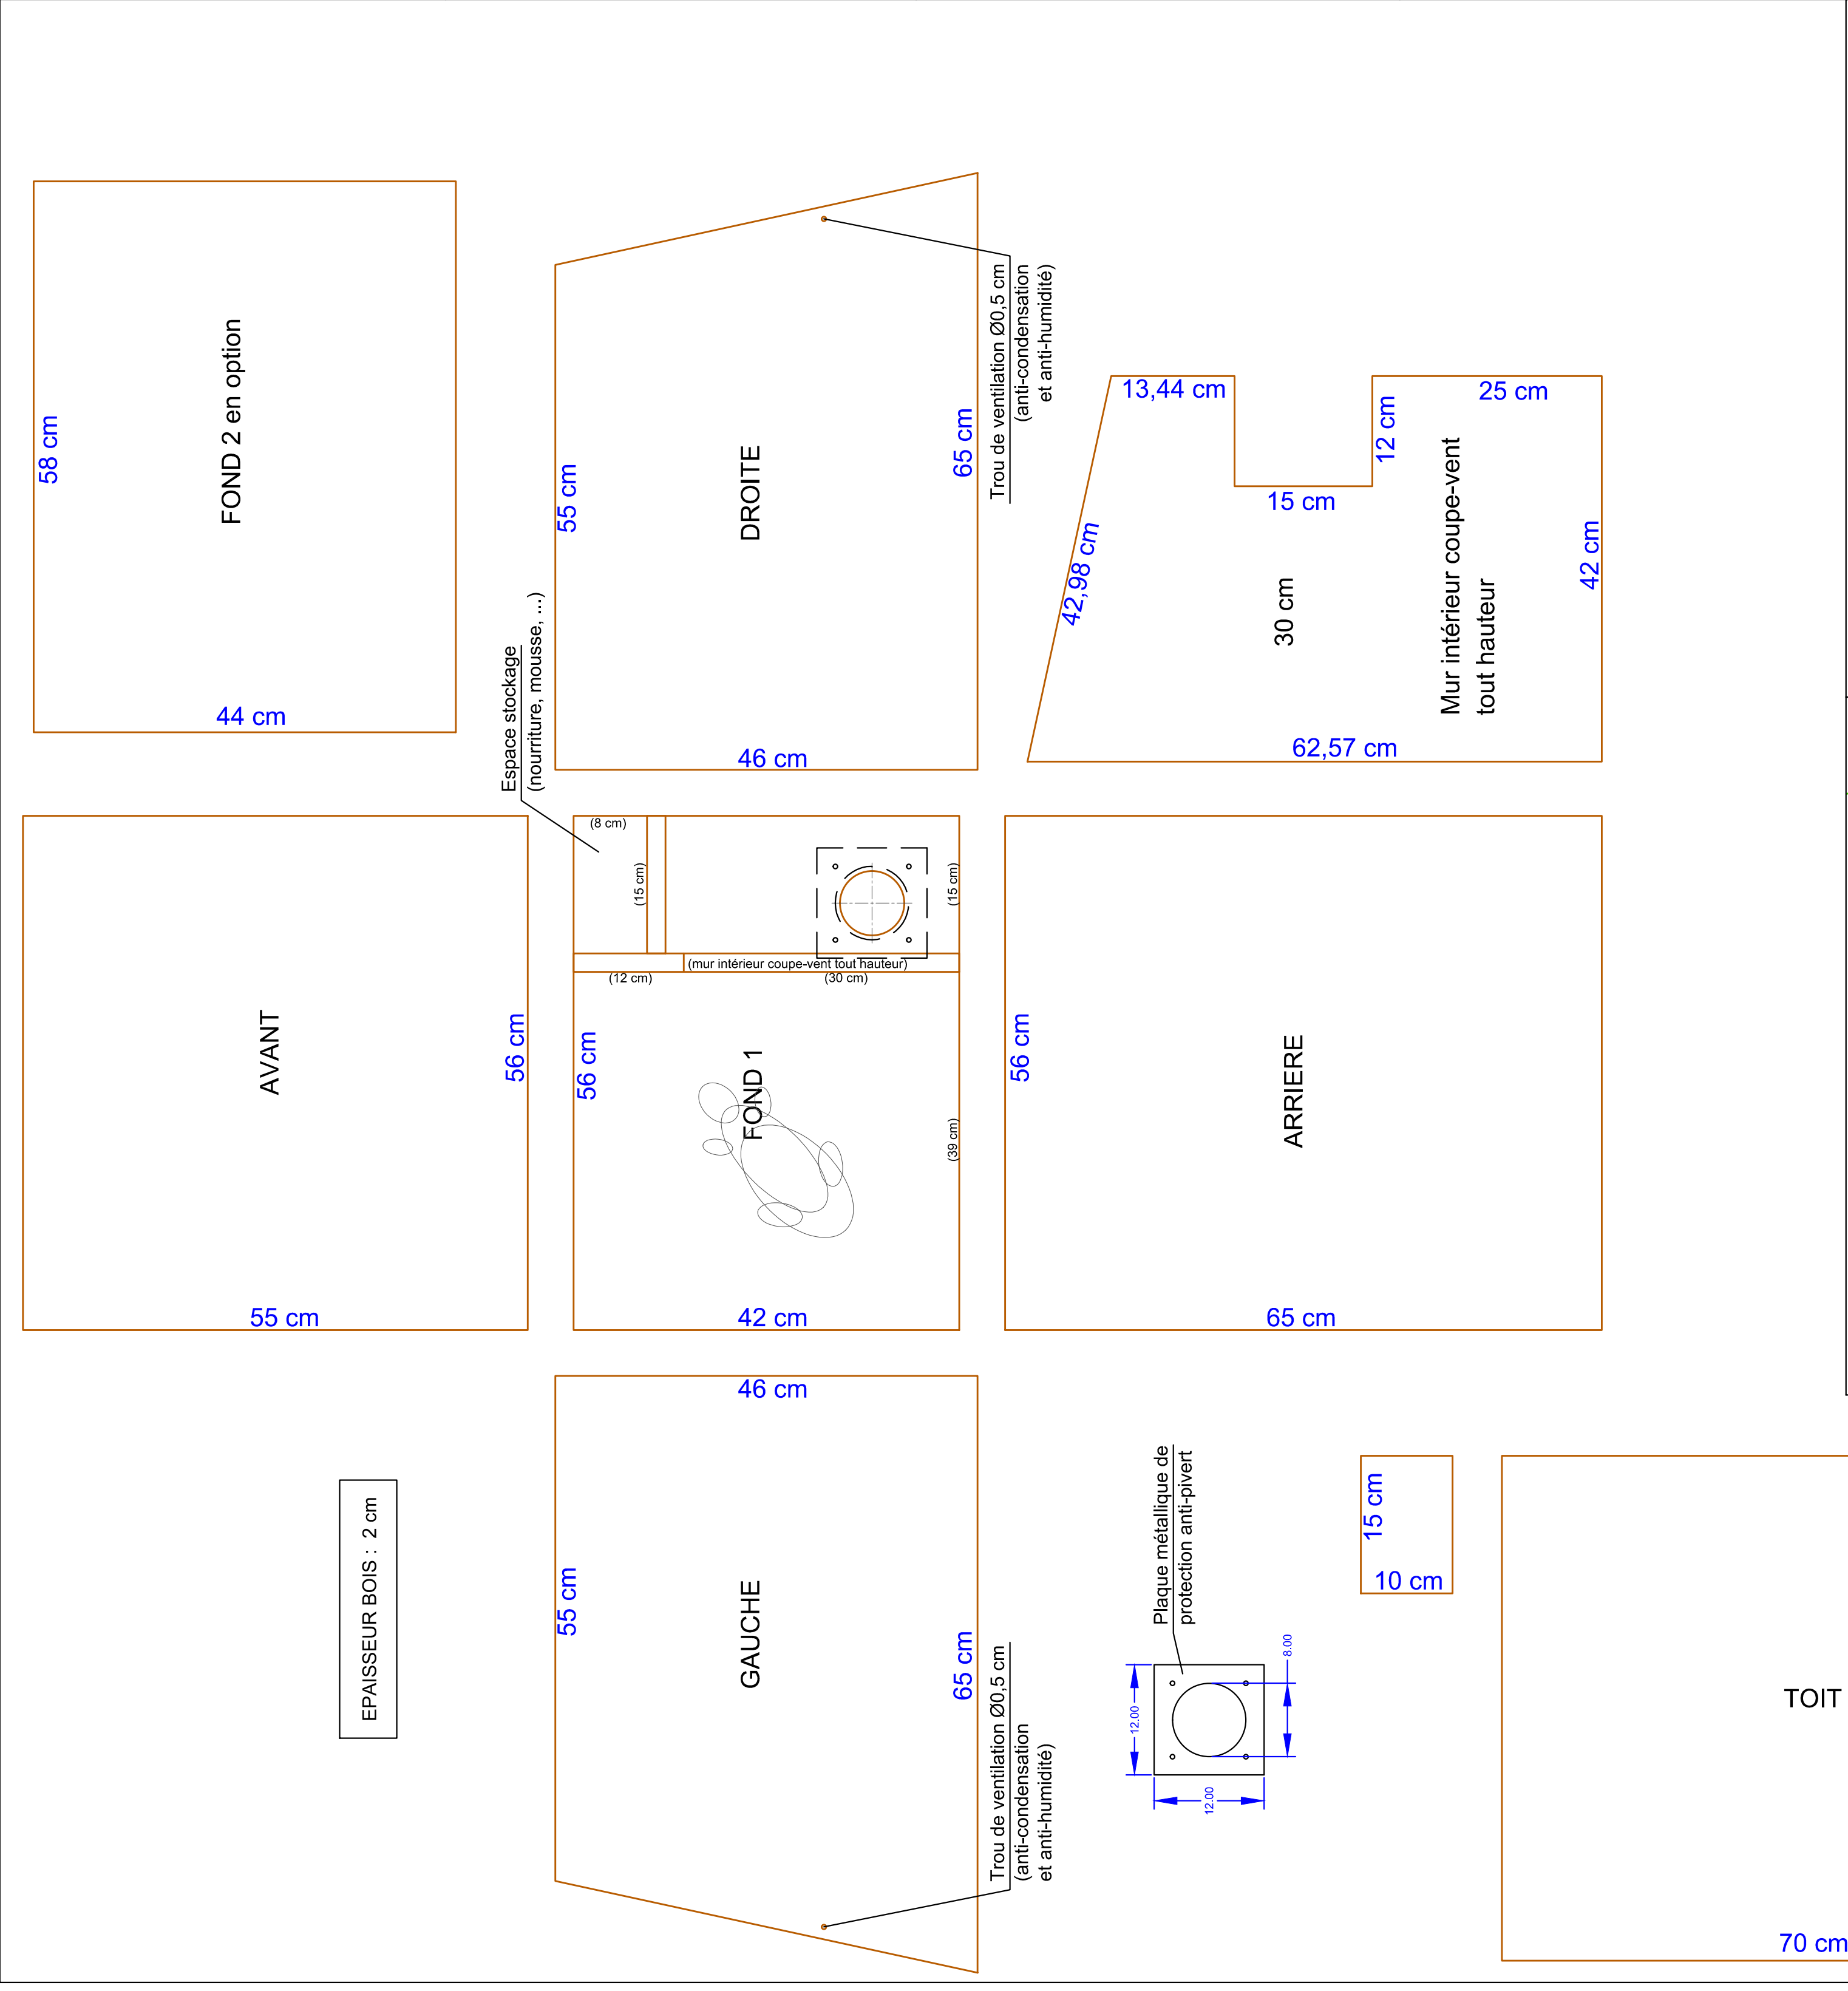 58 cm
FOND 2 en option
44 cm
55 cm
DROITE
65 cm
46 cm
Trou de ventilation Ø0,5 cm
(anti-condensation
et anti-humidité)
13,44 cm
12 cm
25 cm
15 cm
42,98 cm
30 cm
Mur intérieur coupe-vent
tout hauteur
42 cm
62,57 cm
Espace stockage
(nourriture, mousse, ...)
AVANT
56 cm
55 cm
(8 cm)
(15 cm)
(15 cm)
(mur intérieur coupe-vent tout hauteur)
(12 cm)
(30 cm)
56 cm
FOND 1
(39 cm)
42 cm
56 cm
ARRIERE
65 cm
EPAISSEUR BOIS : 2 cm
46 cm
55 cm
GAUCHE
65 cm
Trou de ventilation Ø0,5 cm
(anti-condensation
et anti-humidité)
Plaque métallique de
protection anti-pivert
12.00
8.00
12.00
15 cm
10 cm
TOIT
70 cm